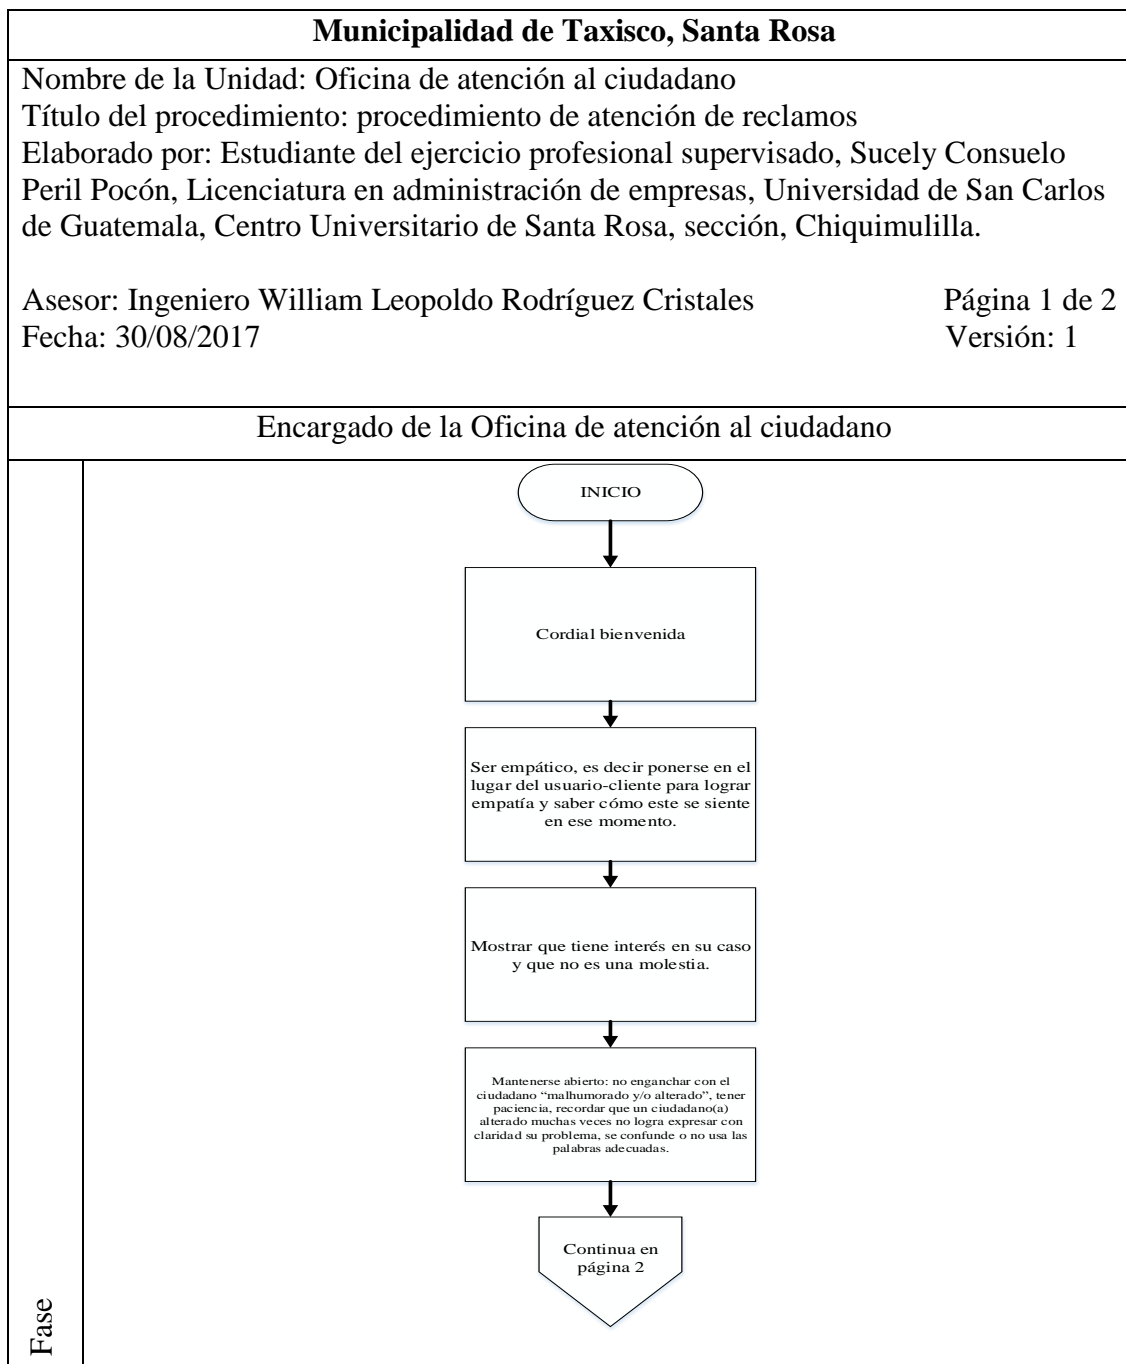 Municipalidad de Taxisco, Santa Rosa
Nombre de la Unidad: Oficina de atención al ciudadano
Título del procedimiento: procedimiento de atención de reclamos
Elaborado por: Estudiante del ejercicio profesional supervisado, Sucely Consuelo
Peril Pocón, Licenciatura en administración de empresas, Universidad de San Carlos
de Guatemala, Centro Universitario de Santa Rosa, sección, Chiquimulilla.
Asesor: Ingeniero William Leopoldo Rodríguez Cristales Página 1 de 2
Fecha: 30/08/2017 Versión: 1
Encargado de la Oficina de atención al ciudadano
INICIO
Cordial bienvenida
Ser empático, es decir ponerse en el
lugar del usuario-cliente para lograr
empatía y saber cómo este se siente
en ese momento.
Mostrar que tiene interés en su caso
y que no es una molestia.
Mantenerse abierto: no enganchar con el
ciudadano “malhumorado y/o alterado”, tener
paciencia, recordar que un ciudadano(a)
alterado muchas veces no logra expresar con
claridad su problema, se confunde o no usa las
palabras adecuadas.
Continua en
página 2
Fase